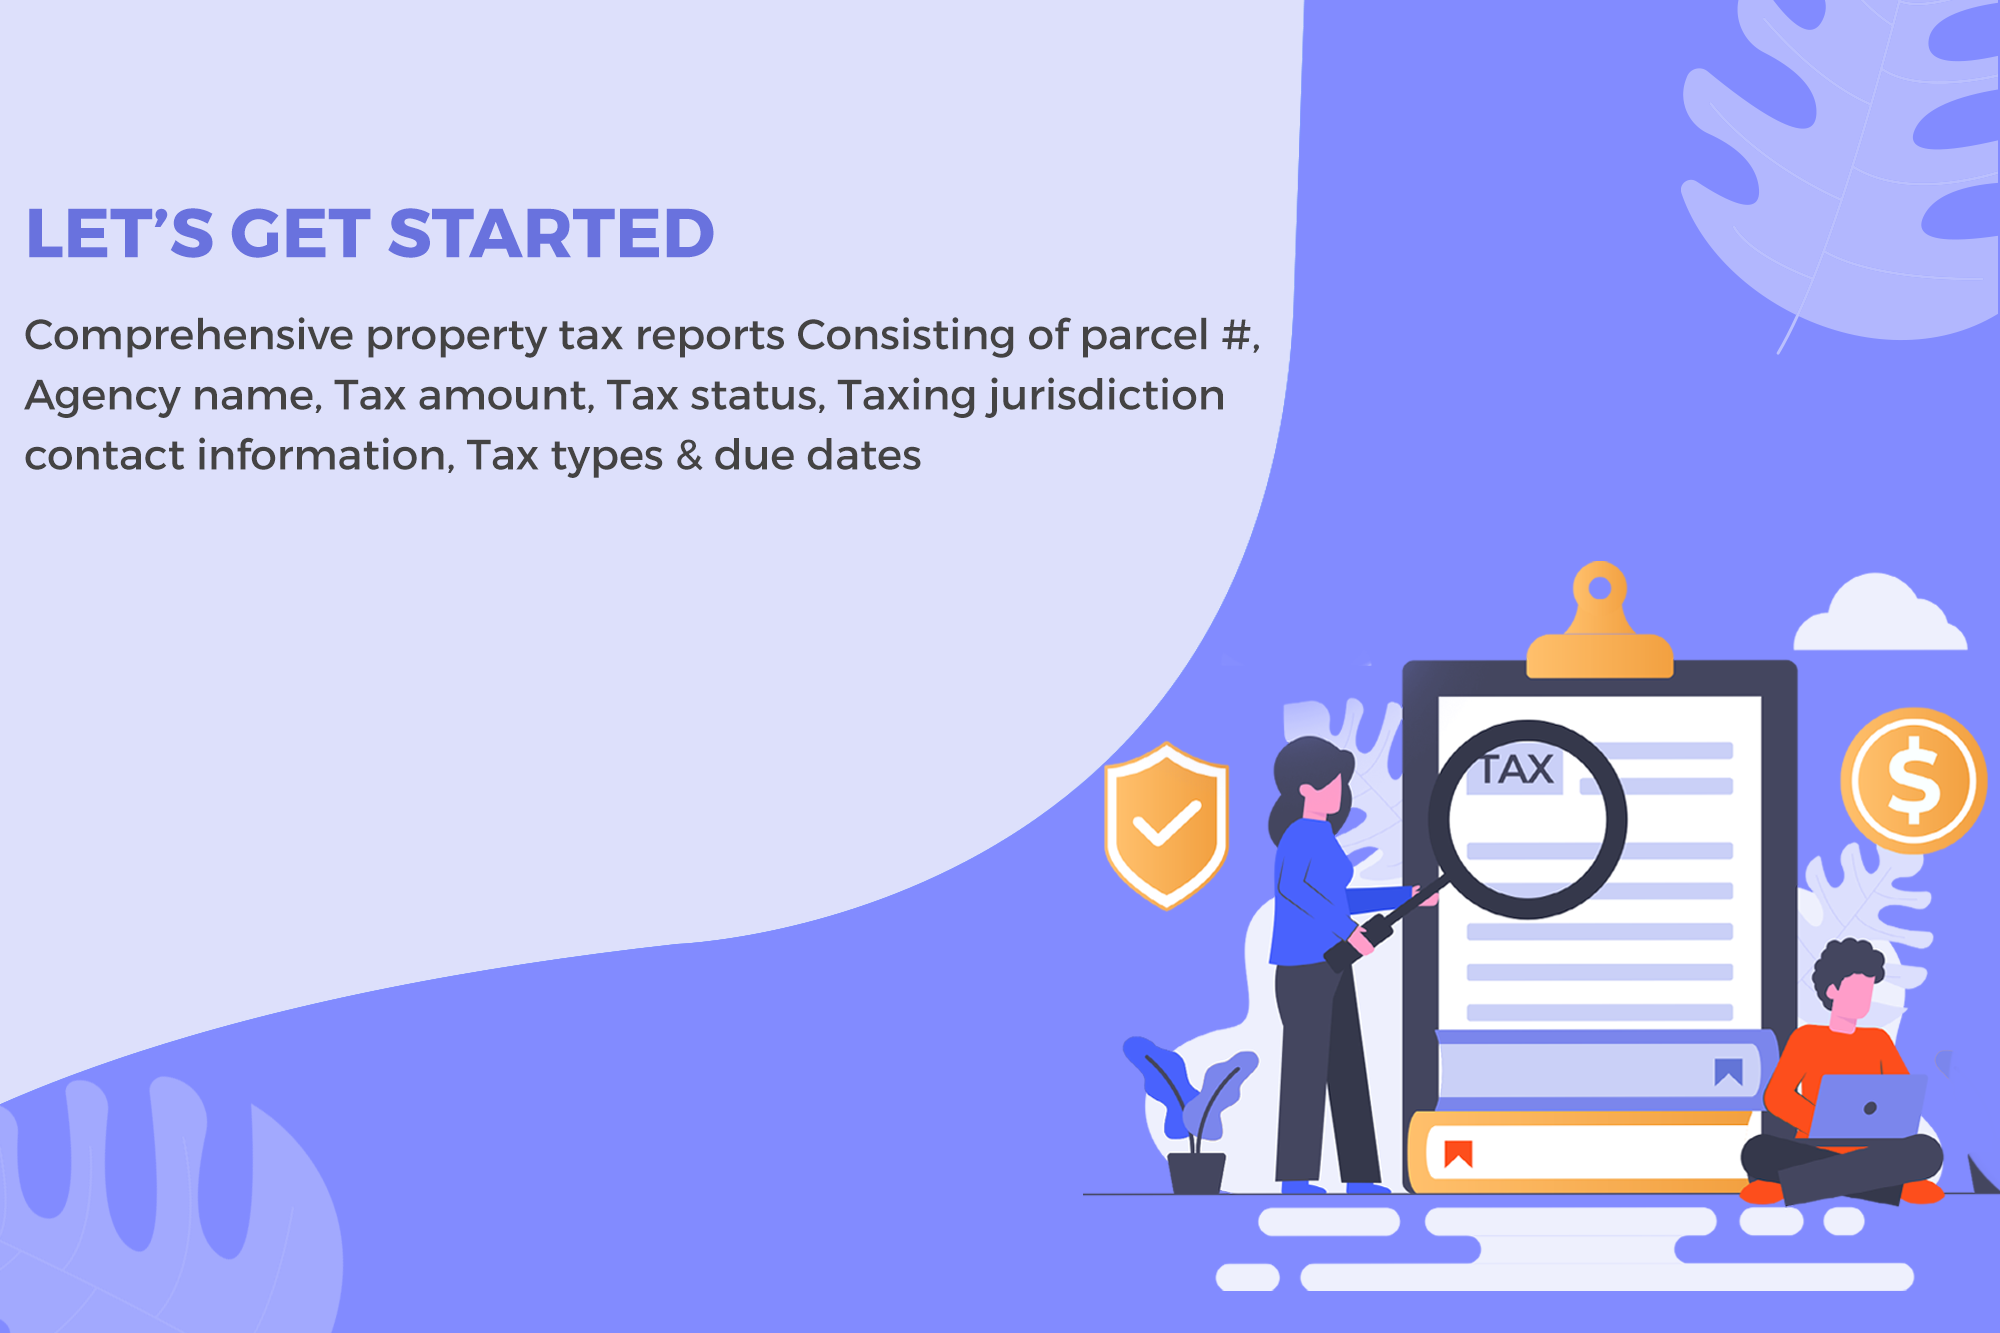 LET’S GET STARTED
Comprehensive property tax reports Consisting of parcel #,
Agency name, Tax amount, Tax status, Taxing jurisdiction
contact information, Tax types & due dates
TAX
$